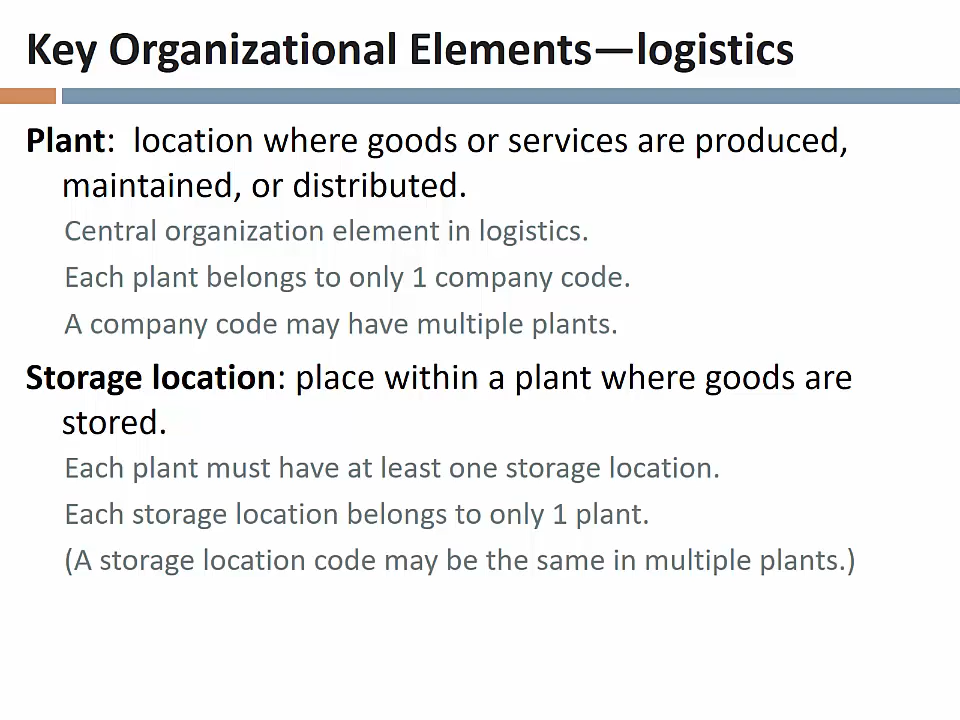 Key Organizational Elements—logistics
Plant:  location where goods or services are produced,
maintained, or distributed.
Central organization element in logistics.
Each plant belongs to only 1 company code.
A company code may have multiple plants.
Storage location: place within a plant where goods are
stored.
Each plant must have at least one storage location.
Each storage location belongs to only 1 plant.
(A storage location code may be the same in multiple plants.)